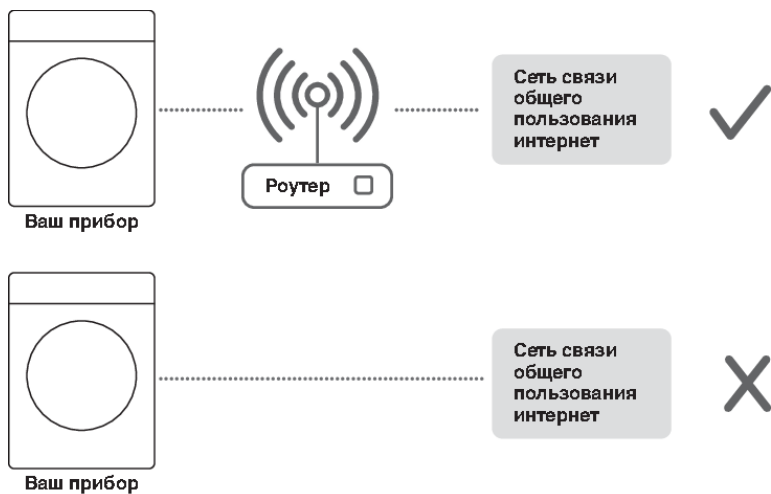 Сеть связи
общего
пользования
интернет
Роутер
Ваш прибор
Сеть связи
общего
пользования
интернет
Ваш прибор